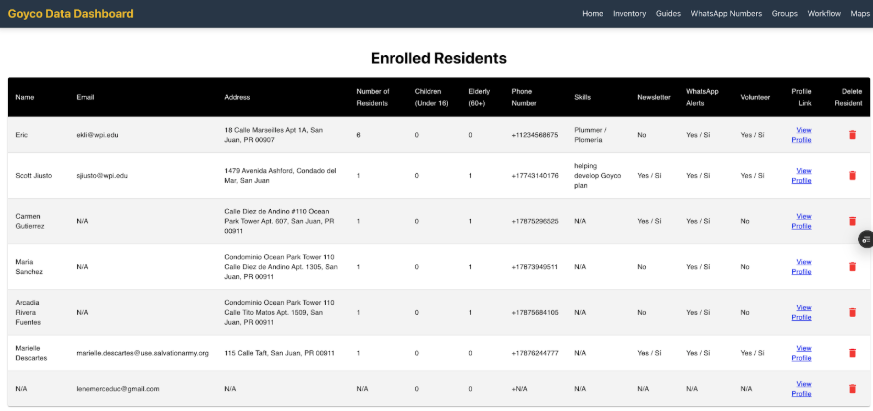 Goyco Data Dashboard
Home Inventory Guides WhatsApp Numbers Groups Workflow Maps
Enrolled Residents
Name Email Address Number of Residents Children (Under 16) Elderly (60+) Phone Number Skills Newsletter WhatsApp Alerts Volunteer Profile Link Delete Resident
Eric ekli@wpi.edu 18 Calle Marseilles Apt 1A, San Juan, PR 00907 6 0 0 +11234568675 Plummer / Plomería No Yes / Sí Yes / Sí View Profile
Scott Jiusto sjiusto@wpi.edu 1479 Avenida Ashford, Condado del Mar, San Juan 1 0 1 +17743140176 helping develop Goyco plan Yes / Sí Yes / Sí Yes / Sí View Profile
Carmen Gutierrez N/A Calle Diez de Andino #110 Ocean Park Tower Apt. 607, San Juan, PR 00911 1 0 1 +17875296525 N/A Yes / Sí Yes / Sí No View Profile
Maria Sanchez N/A Condominio Ocean Park Tower 110 Calle Diez de Andino Apt. 1305, San Juan, PR 00911 1 0 1 +17873949511 N/A No Yes / Sí No View Profile
Arcadia Rivera Fuentes N/A Condominio Ocean Park Tower 110 Calle Tito Matos Apt. 1509, San Juan, PR 00911 1 0 1 +17875684105 N/A No Yes / Sí No View Profile
Marielle Descartes marielle.descartes@use.salvationarmy.org 115 Calle Taft, San Juan, PR 00911 1 0 0 +17876244777 N/A Yes / Sí Yes / Sí Yes / Sí View Profile
N/A lenemerceduc@gmail.com N/A N/A 0 0 +N/A N/A N/A N/A N/A View Profile